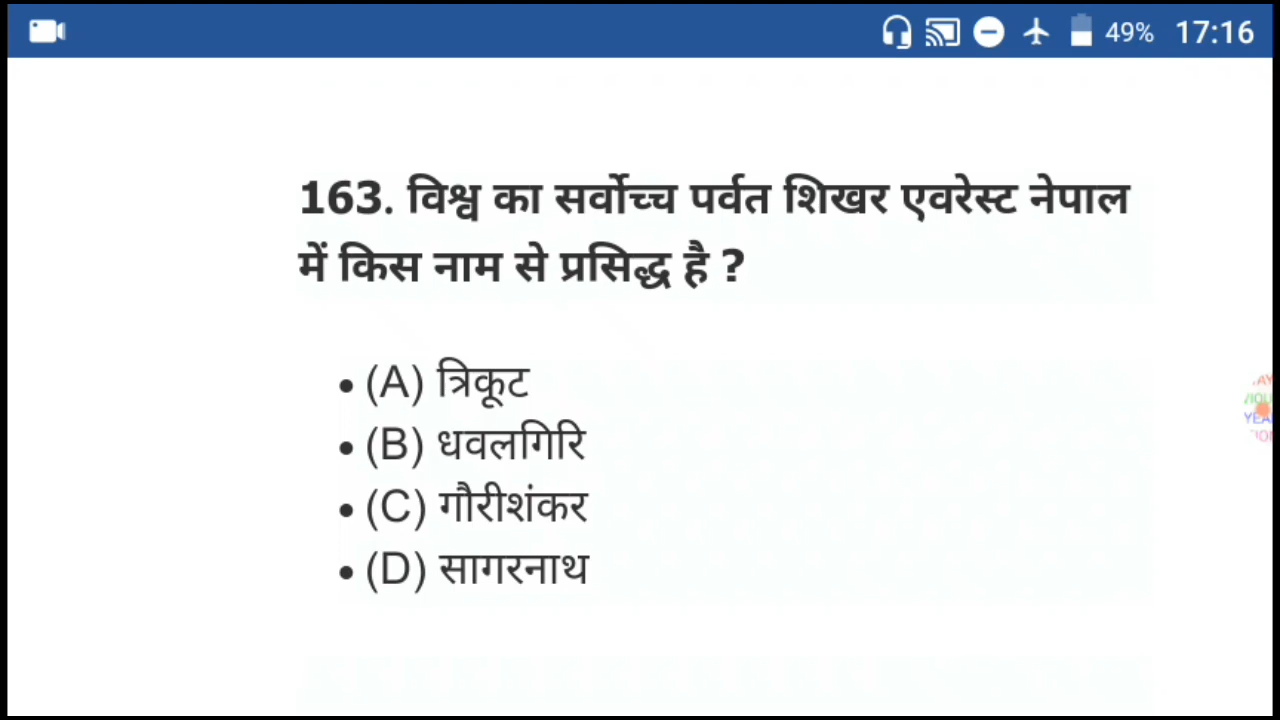 49% 17:16
163. विश्व का सर्वोच्च पर्वत शिखर एवरेस्ट नेपाल
में किस नाम से प्रसिद्ध है ?
• (A) त्रिकूट
• (B) धवलगिरि
• (C) गौरीशंकर
• (D) सागरनाथ